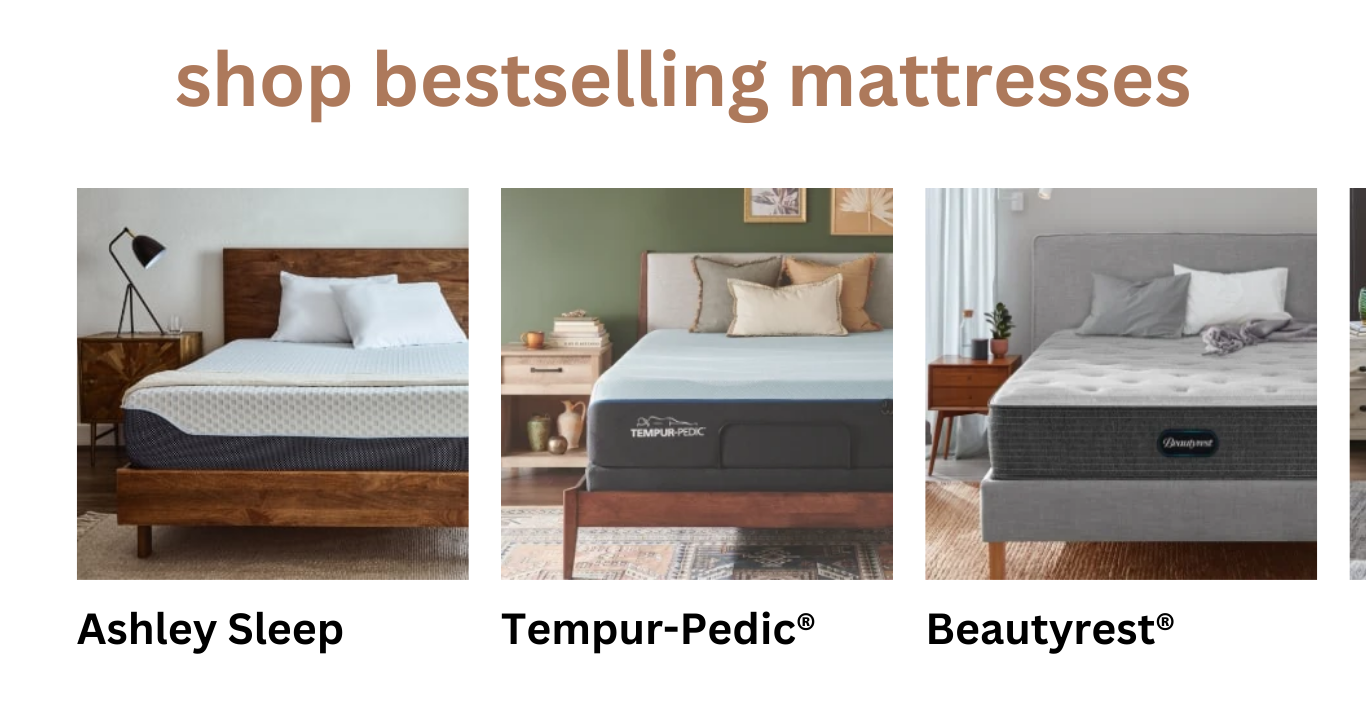 shop bestselling mattresses
TEMPUR-PEDIC
Beautyrest
Ashley Sleep
Tempur-Pedic®
Beautyrest®